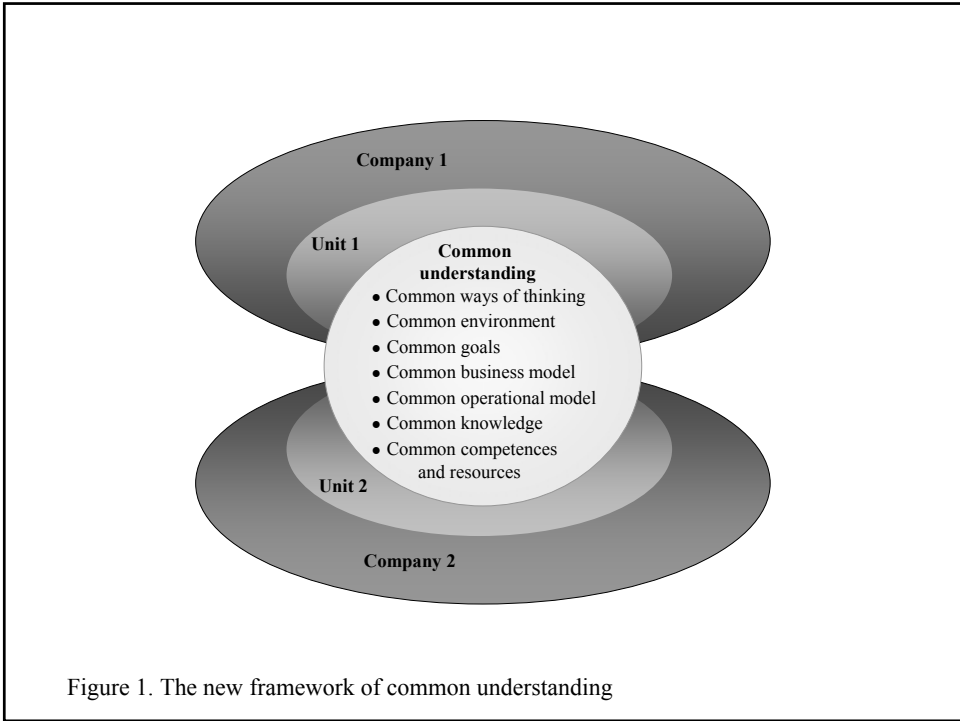 Company 1
Unit 1
Common
understanding
• Common ways of thinking
• Common environment
• Common goals
• Common business model
• Common operational model
• Common knowledge
• Common competences
and resources
Unit 2
Company 2
Figure 1. The new framework of common understanding